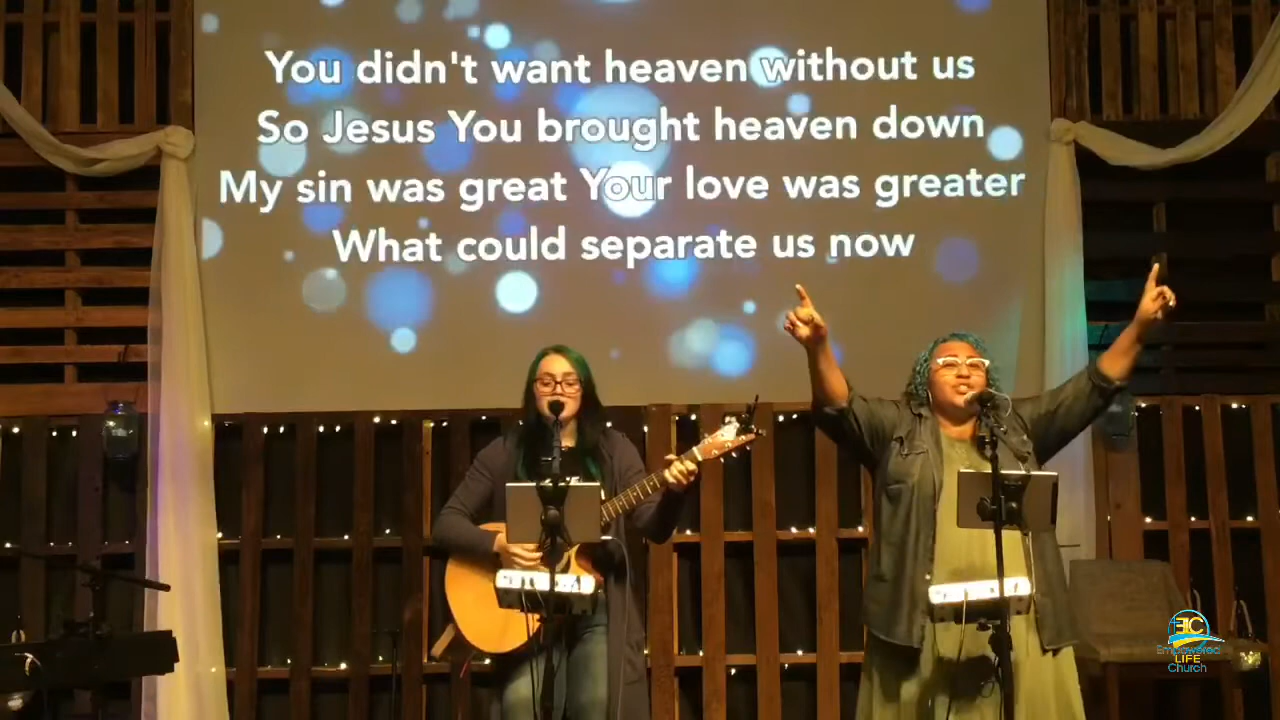 You didn't want heaven without us
So Jesus You brought heaven down
My sin was great Your love was greater
What could separate us now
Empowered
LIFE
Church